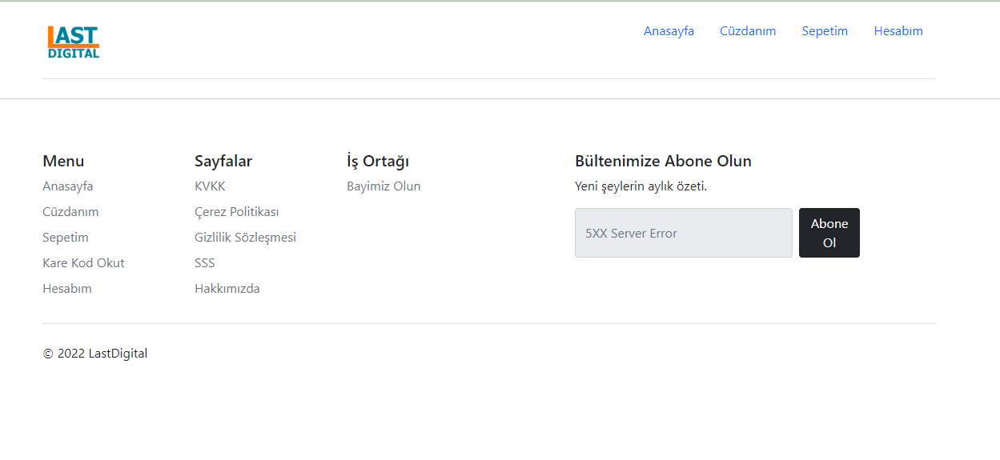 LAST
DIGITAL
Anasayfa Cüzdanım Sepetim Hesabım
Menu
Anasayfa
Cüzdanım
Sepetim
Kare Kod Okut
Hesabım
Sayfalar
KVKK
Çerez Politikası
Gizlilik Sözleşmesi
SSS
Hakkımızda
İş Ortağı
Bayimiz Olun
Bültenimize Abone Olun
Yeni şeylerin aylık özeti.
5XX Server Error
Abone
Ol
© 2022 LastDigital